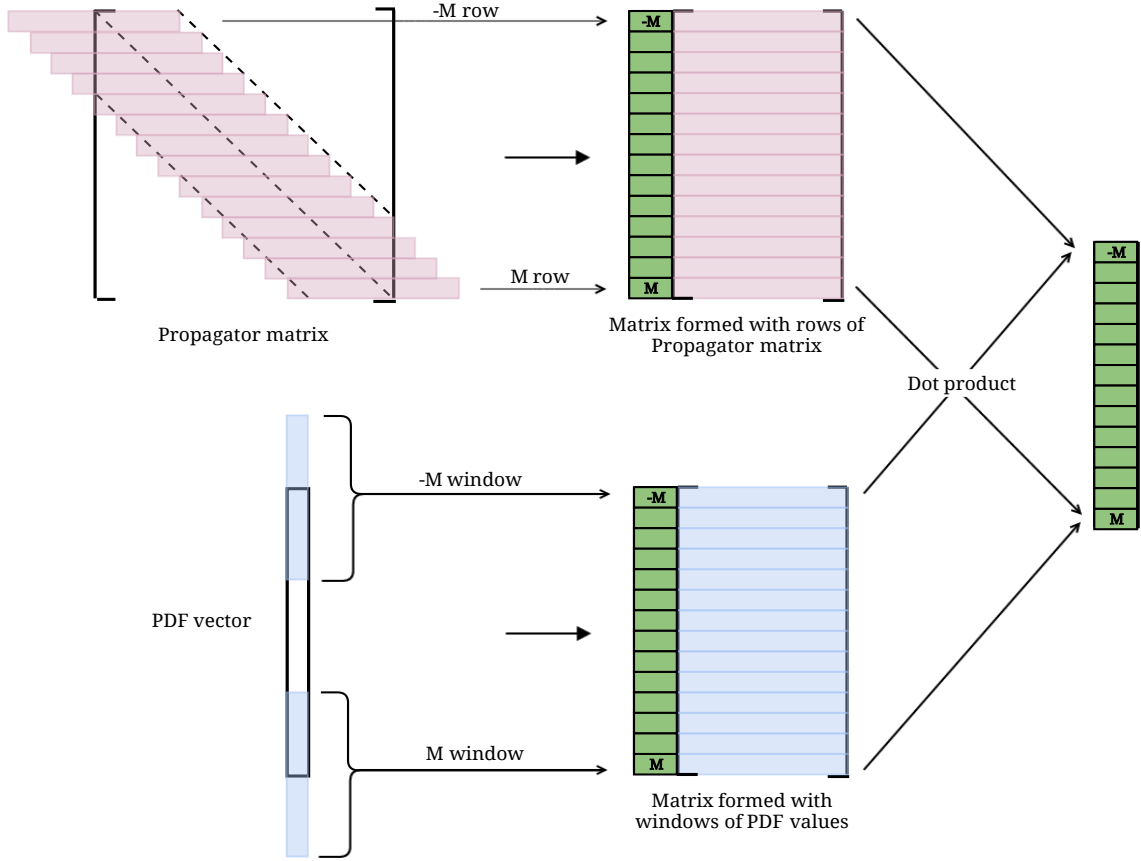 -M row
-M
-M
M row
M
Propagator matrix
Matrix formed with rows of
Propagator matrix
Dot product
-M window
-M
PDF vector
M
M window
M
Matrix formed with
windows of PDF values